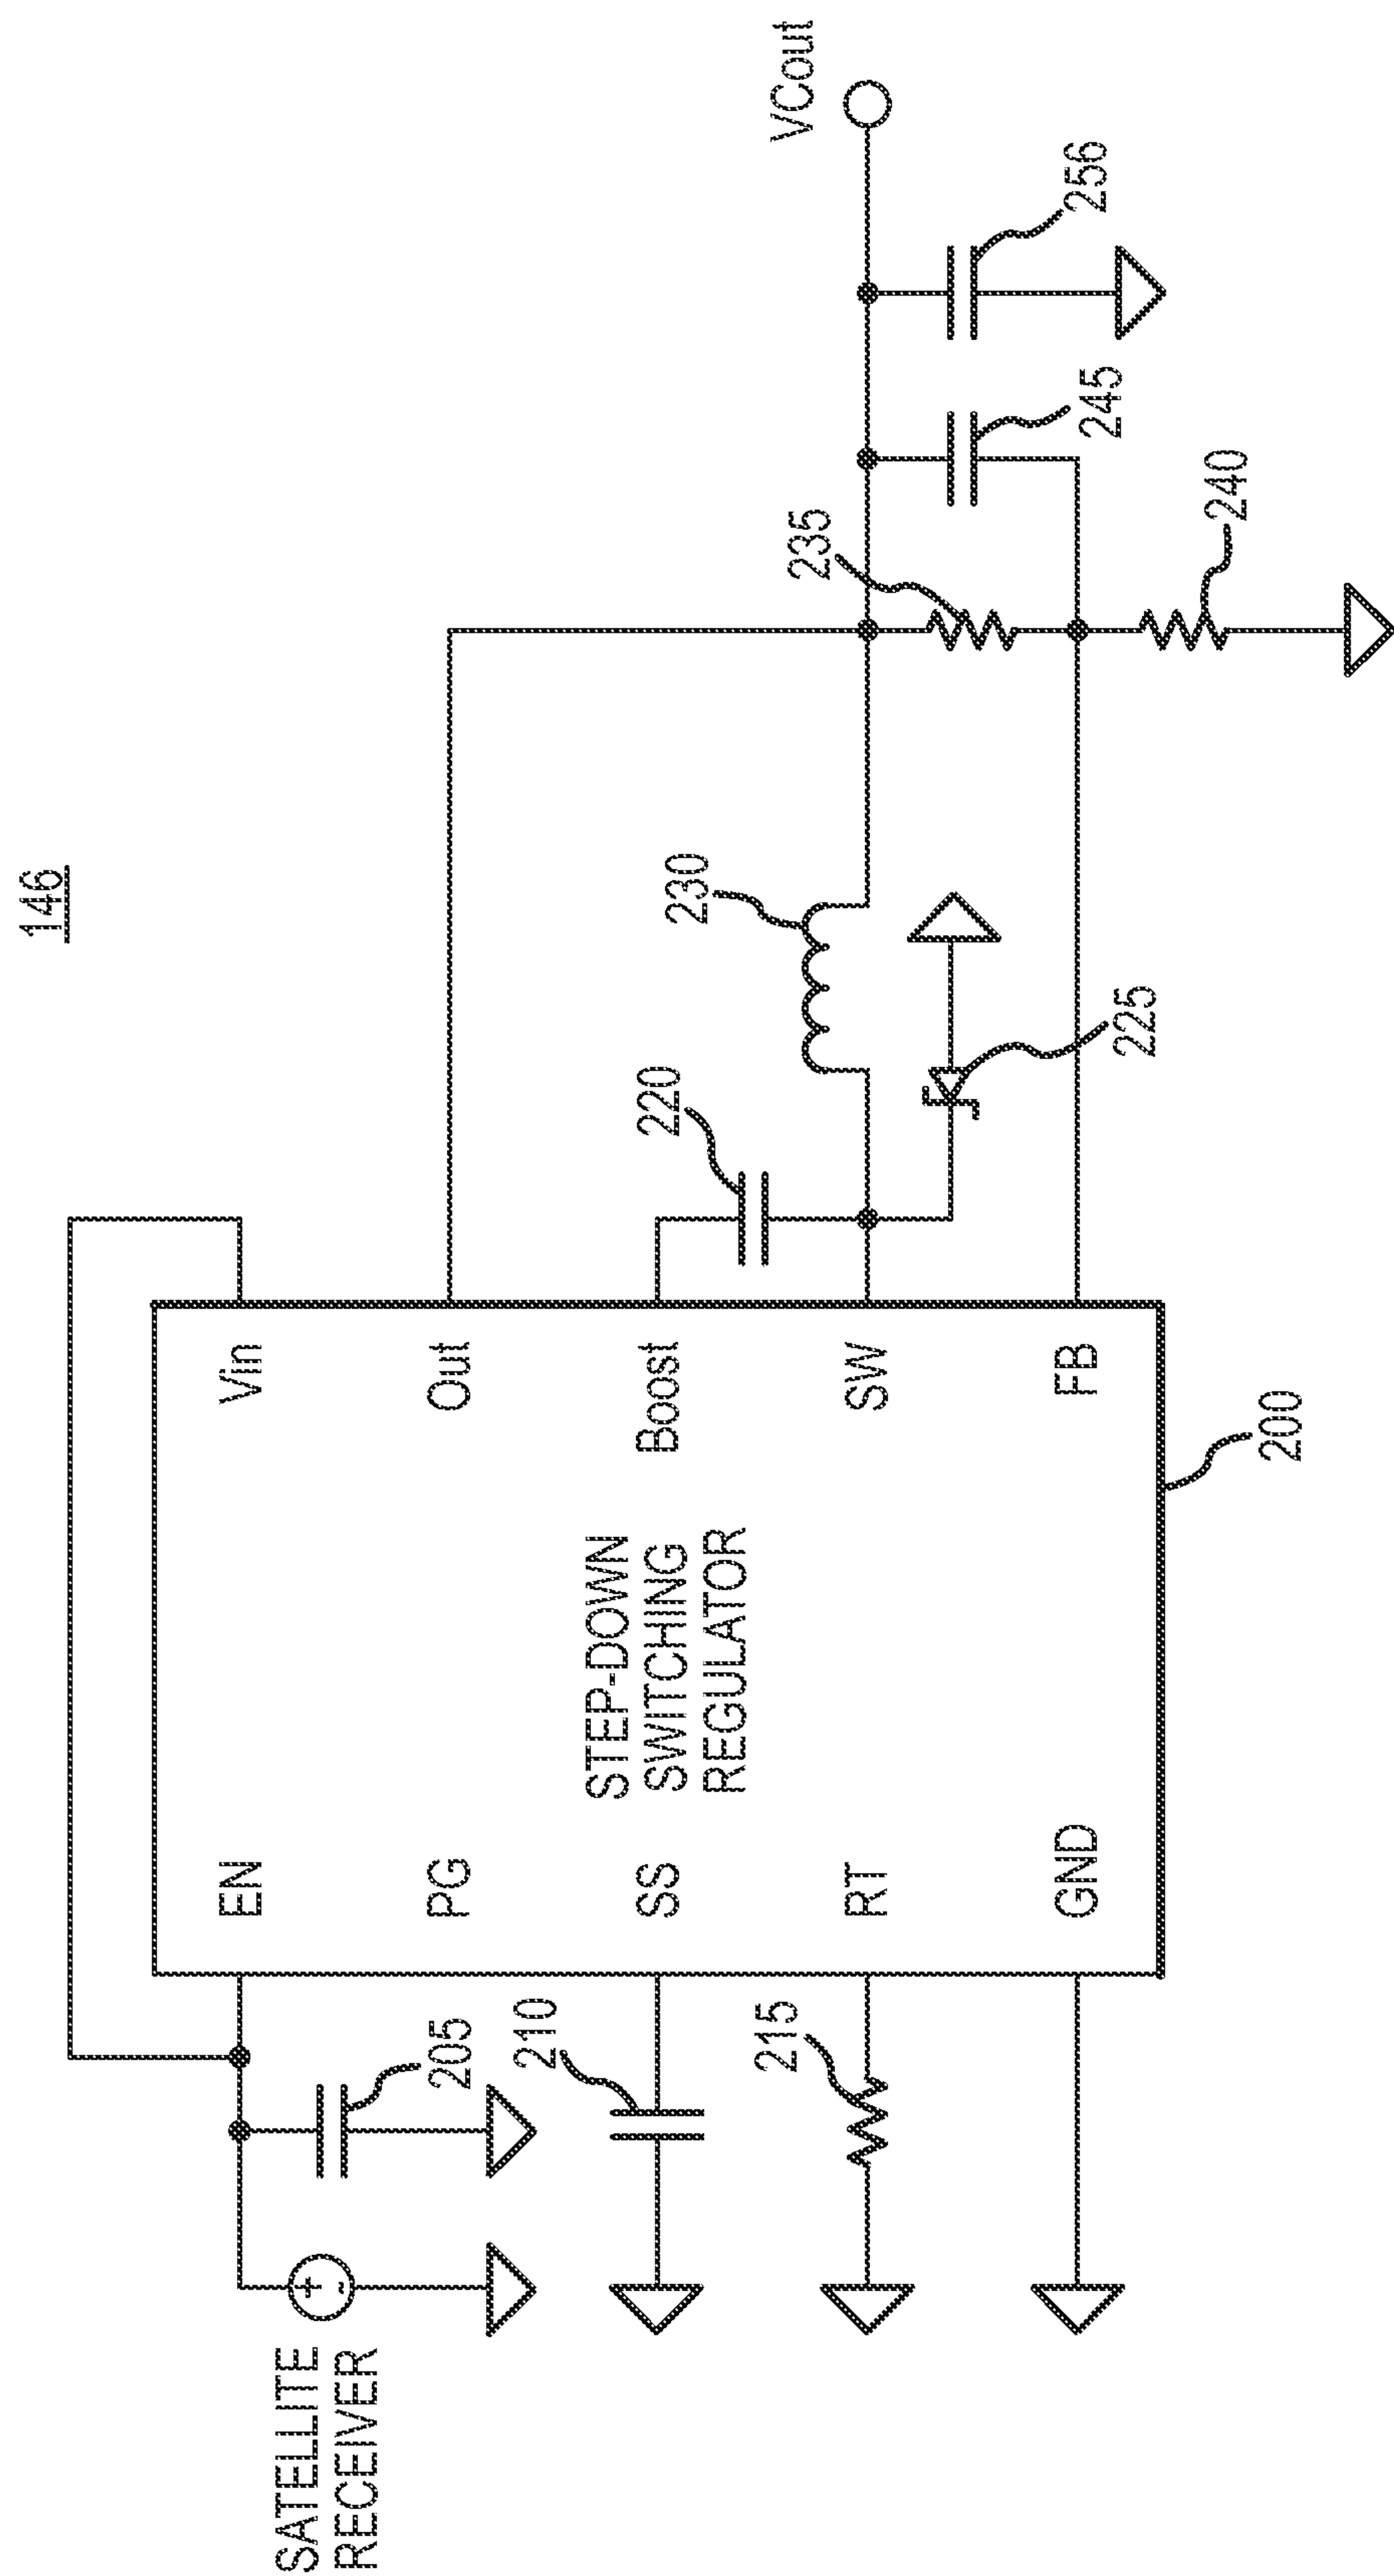 146
VCout
EN
Vin
PG
Out
SS
Boost
RT
SW
GND
FB
STEP-DOWN
SWITCHING
REGULATOR
SATELLITE
RECEIVER
+
-
205
210
215
220
230
225
235
245
256
240
200